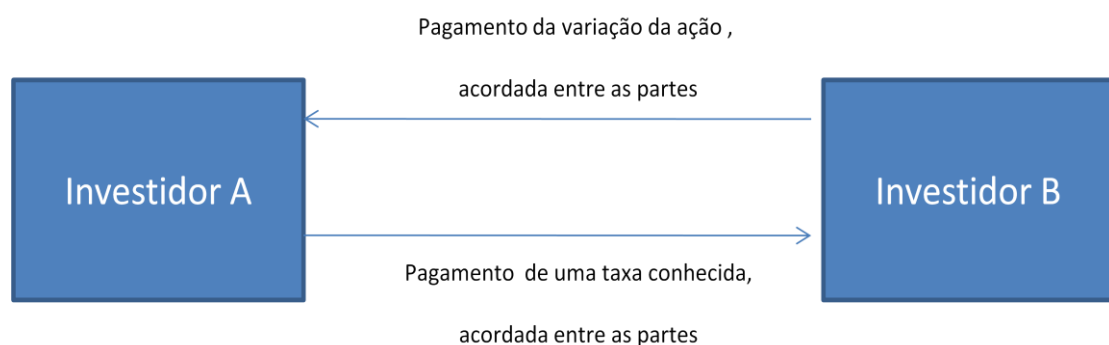 Pagamento da variação da ação ,
acordada entre as partes
Investidor A
Investidor B
Pagamento de uma taxa conhecida,
acordada entre as partes